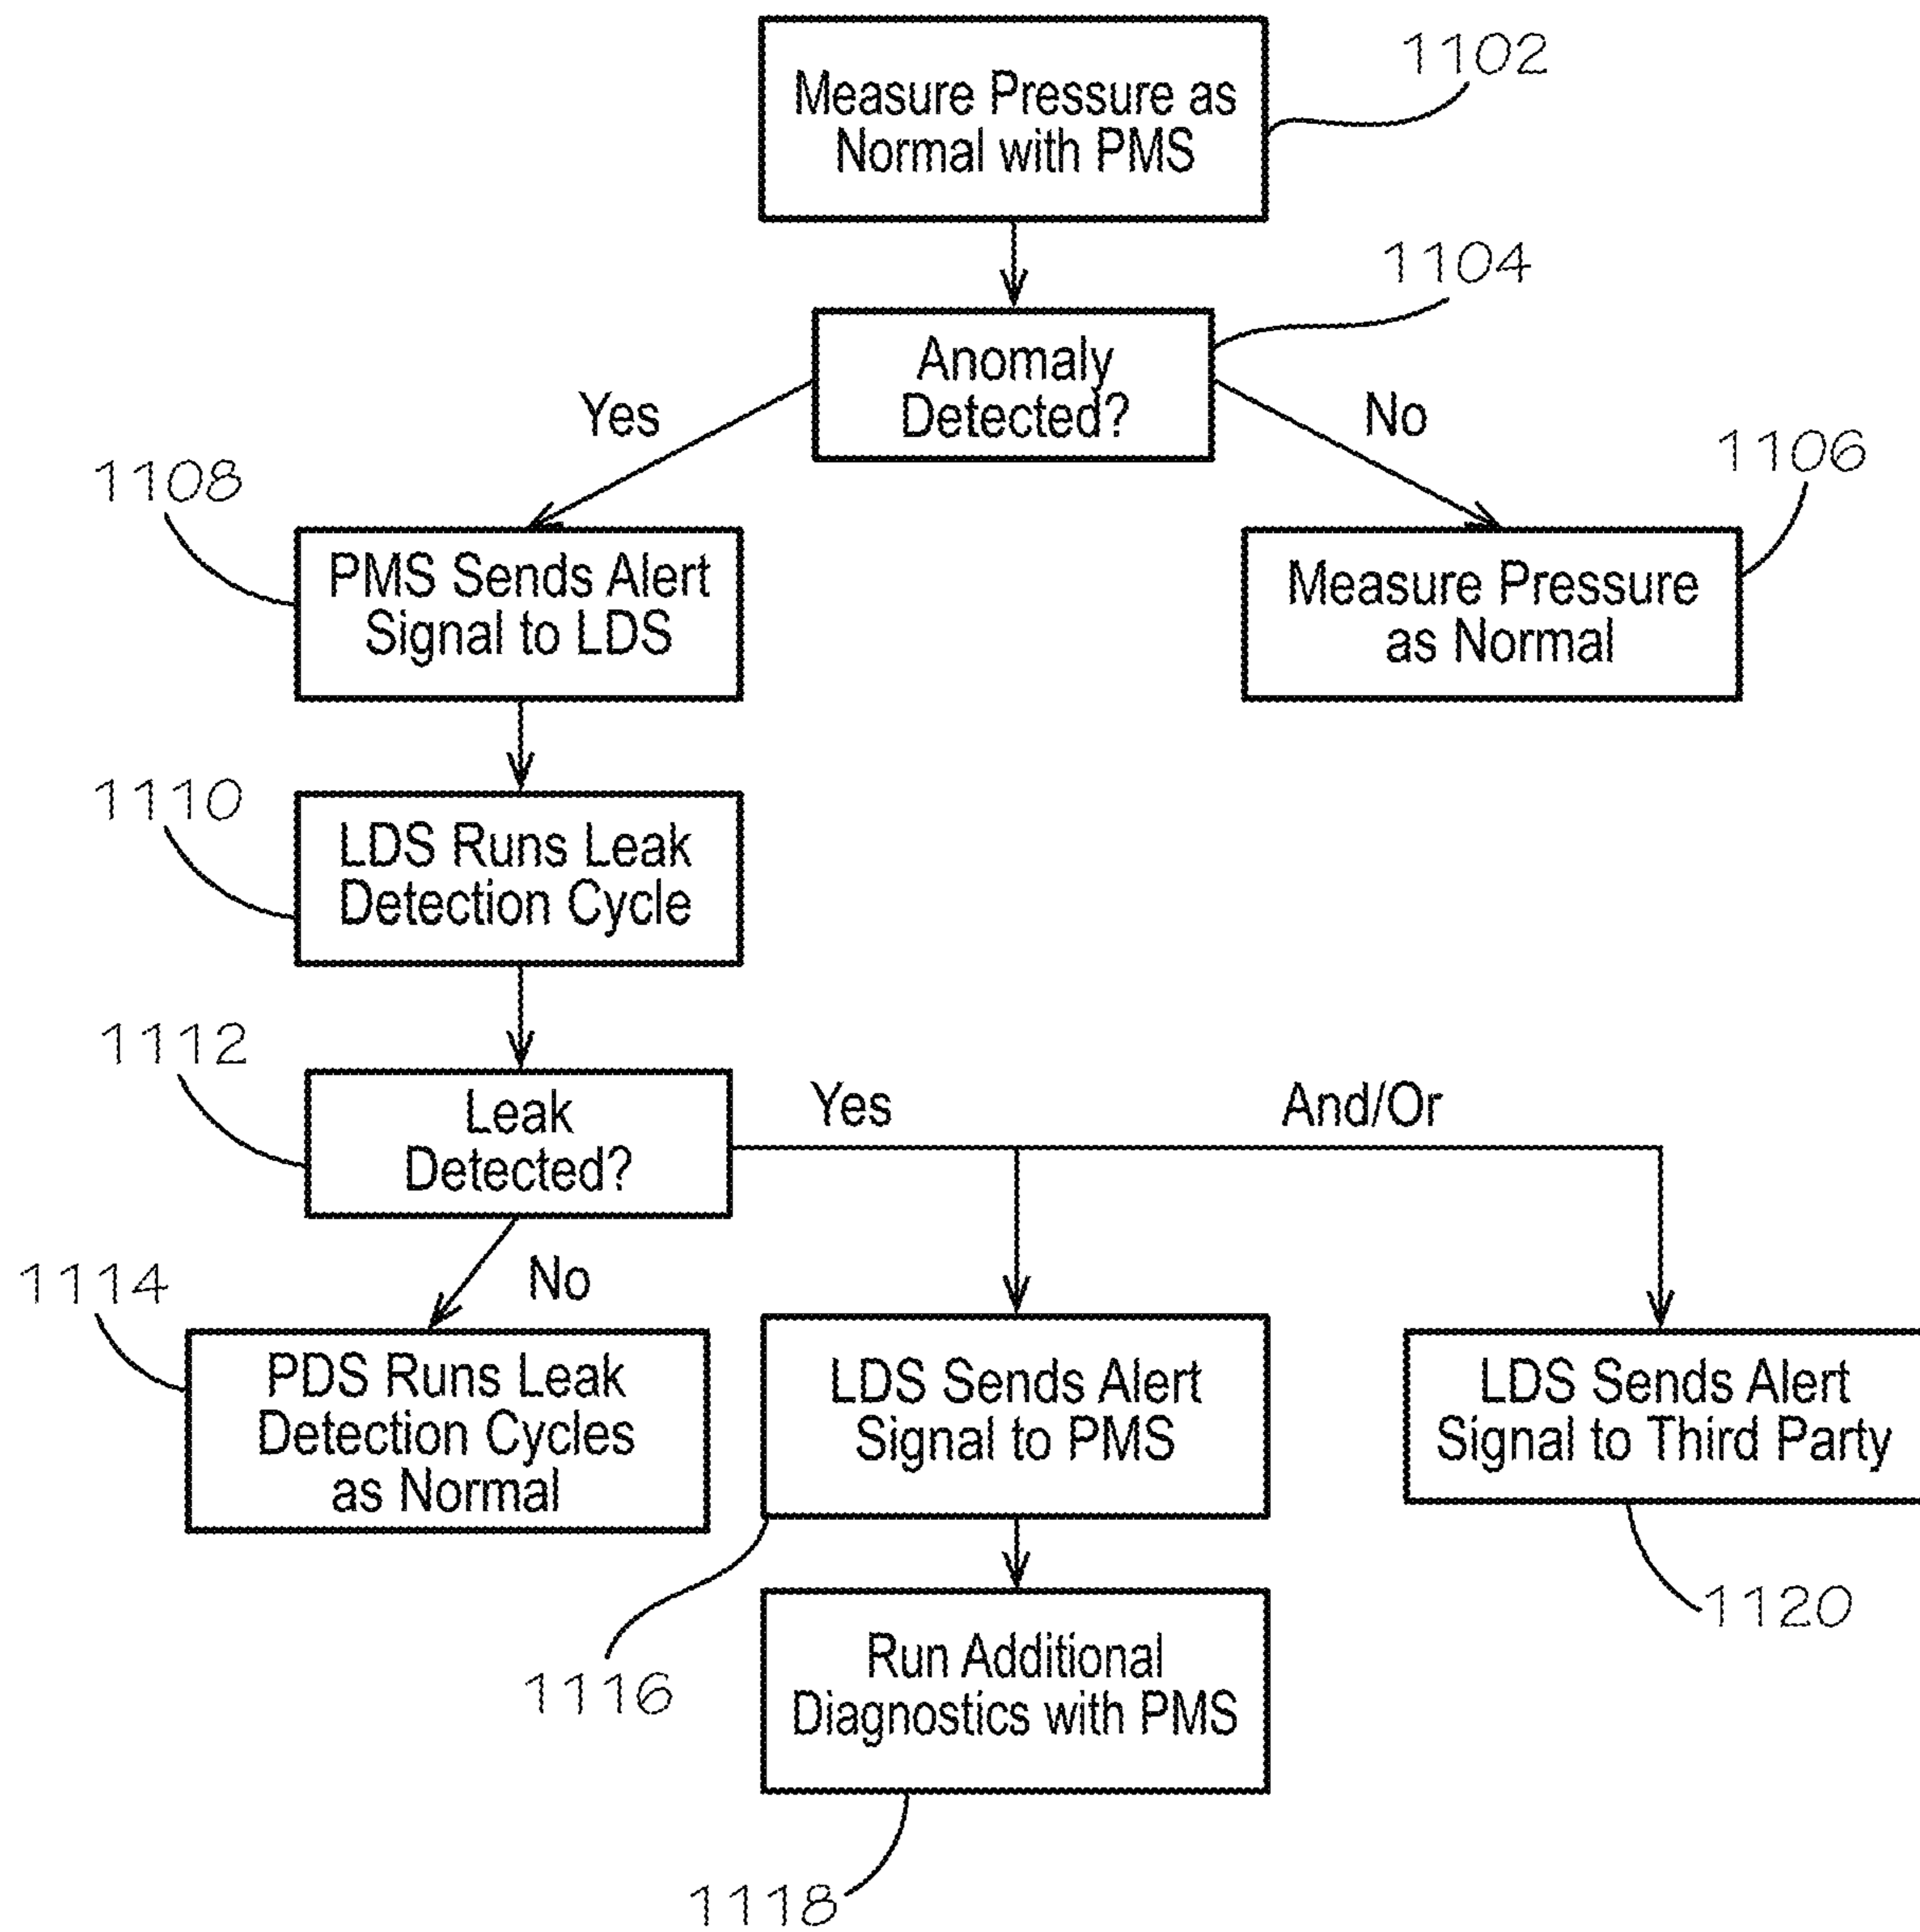 1102
Measure Pressure as
Normal with PMS
1104
Anomaly
Detected?
Yes
No
1106
1108
PMS Sends Alert
Signal to LDS
Measure Pressure
as Normal
1110
LDS Runs Leak
Detection Cycle
1112
Leak
Detected?
Yes
And/Or
No
1114
PDS Runs Leak
Detection Cycles
as Normal
LDS Sends Alert
Signal to PMS
LDS Sends Alert
Signal to Third Party
1116
1120
Run Additional
Diagnostics with PMS
1118